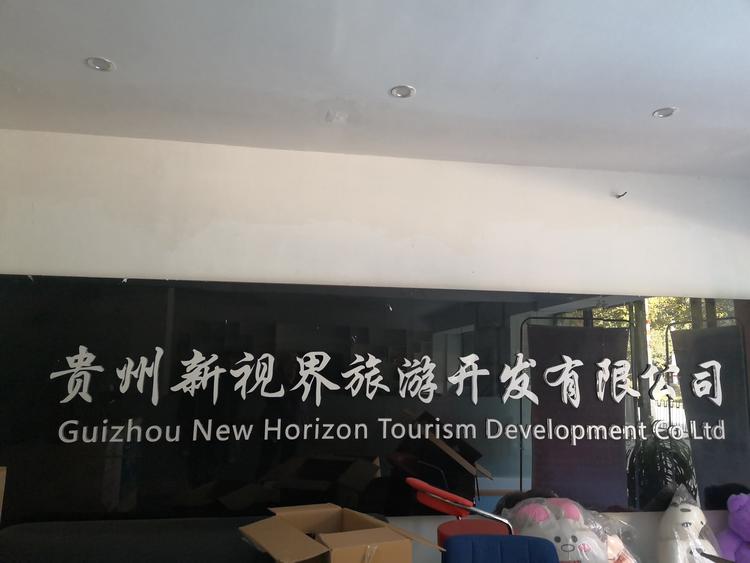 贵州新视界旅游开发有限公司
Guizhou New Horizon Tourism Development Co Ltd